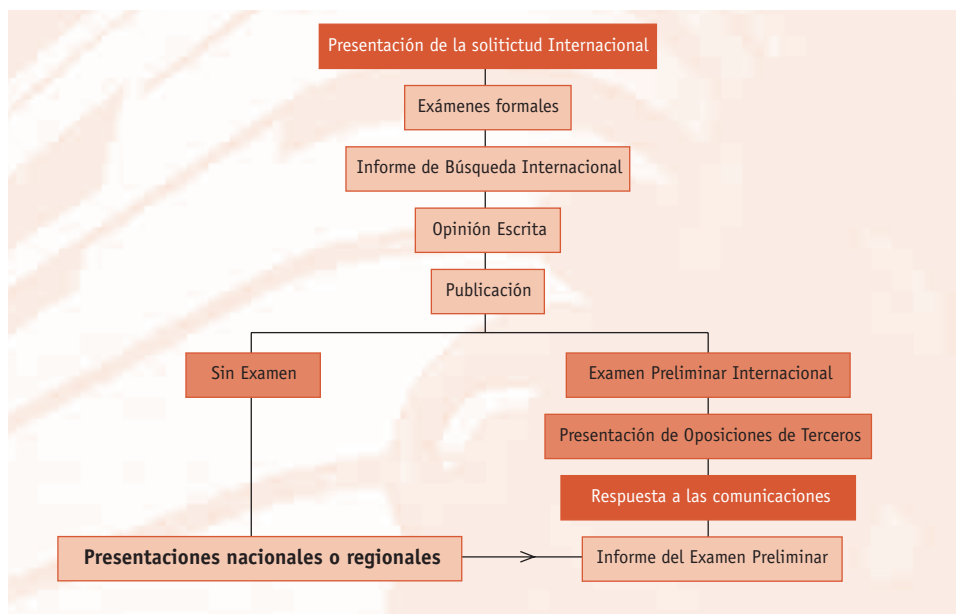 Presentación de la solitictud Internacional
Exámenes formales
Informe de Búsqueda Internacional
Opinión Escrita
Publicación
Sin Examen
Examen Preliminar Internacional
Presentación de Oposiciones de Terceros
Respuesta a las comunicaciones
Presentaciones nacionales o regionales
Informe del Examen Preliminar